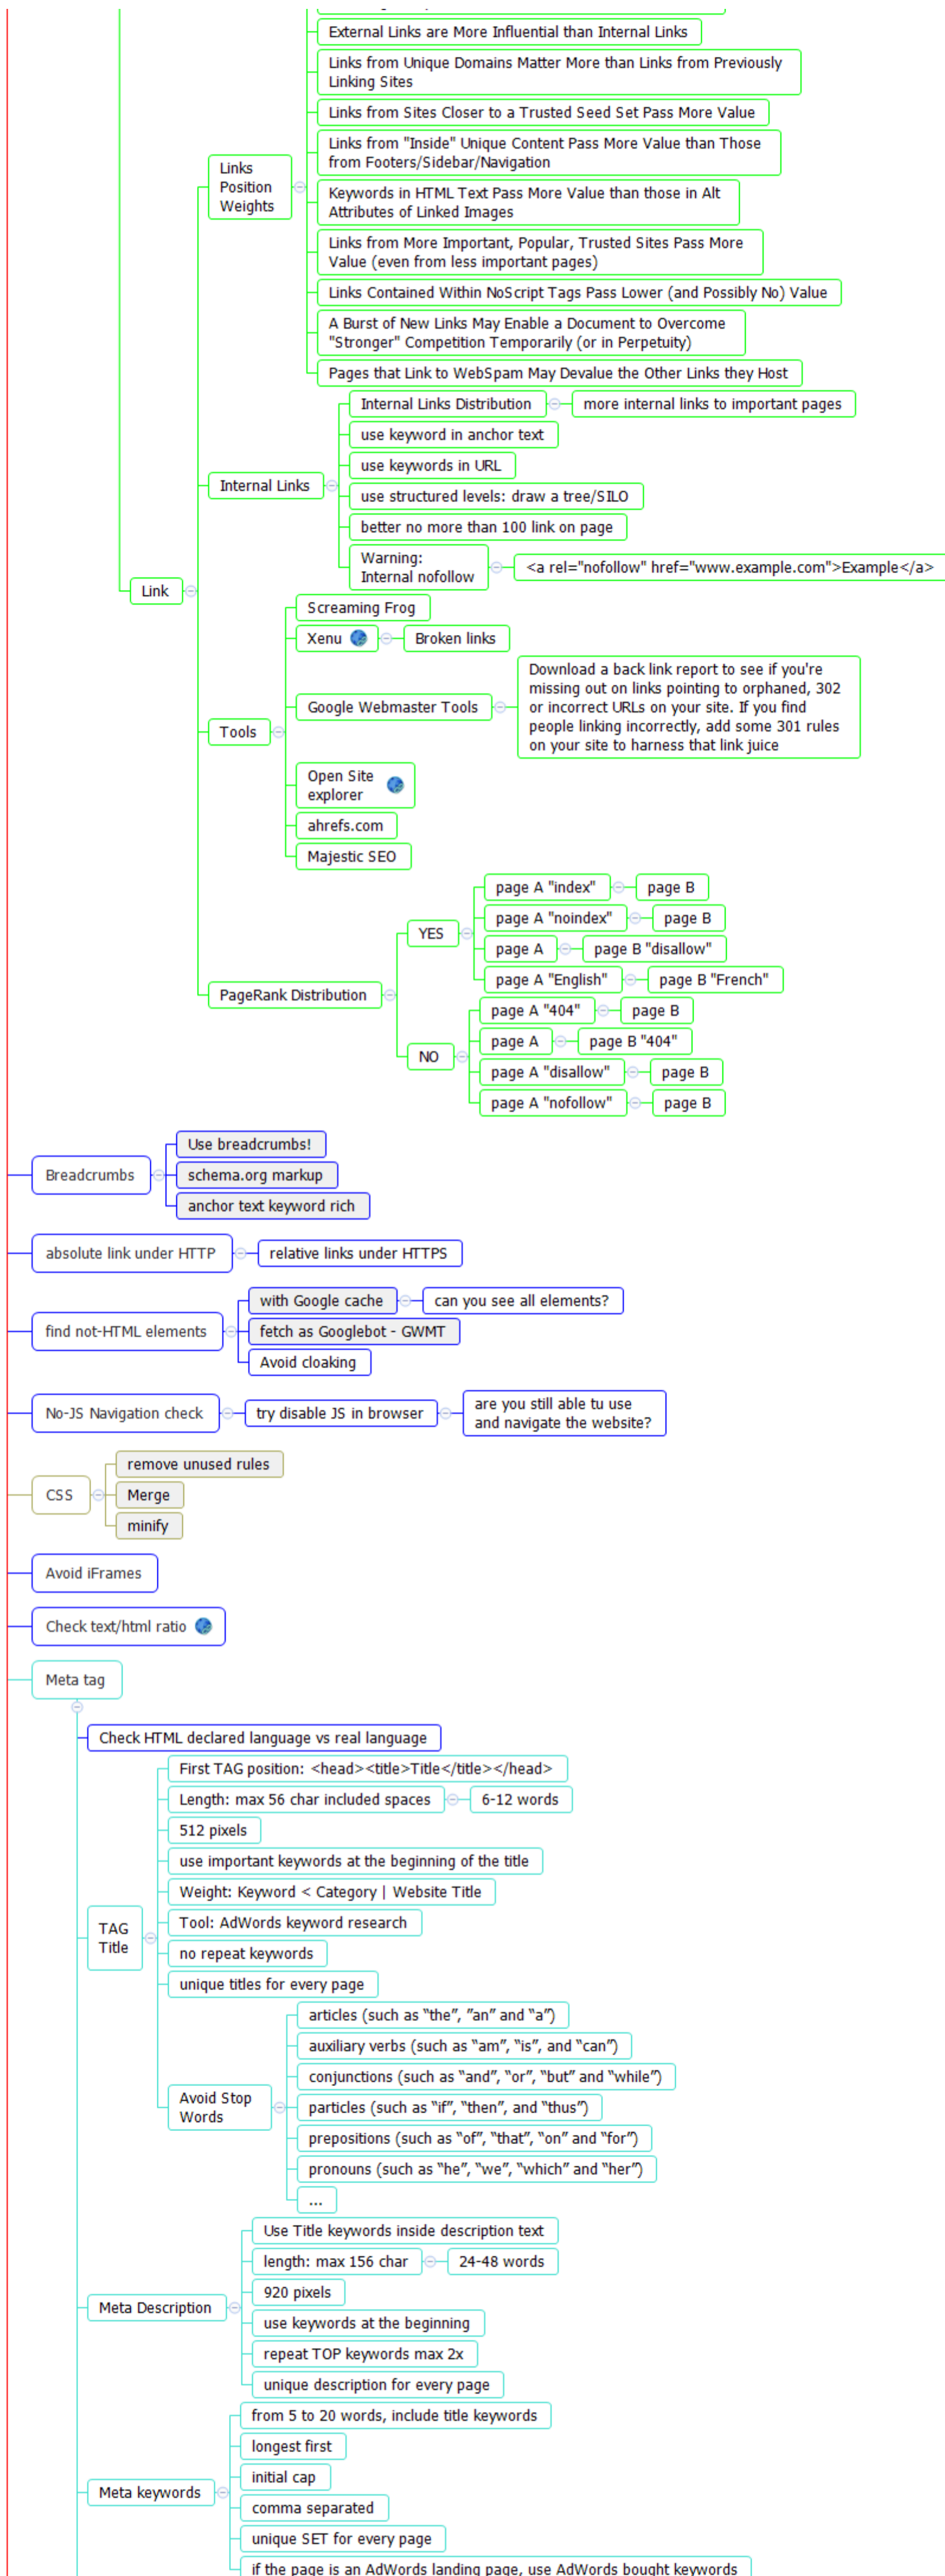 External Links are More Influential than Internal Links
Links from Unique Domains Matter More than Links from Previously
Linking Sites
Links from Sites Closer to a Trusted Seed Set Pass More Value
Links from "Inside" Unique Content Pass More Value than Those
from Footers/Sidebar/Navigation
Links
Position
Weights
Keywords in HTML Text Pass More Value than those in Alt
Attributes of Linked Images
Links from More Important, Popular, Trusted Sites Pass More
Value (even from less important pages)
Links Contained Within NoScript Tags Pass Lower (and Possibly No) Value
A Burst of New Links May Enable a Document to Overcome
"Stronger" Competition Temporarily (or in Perpetuity)
Pages that Link to WebSpam May Devalue the Other Links they Host
Internal Links Distribution
more internal links to important pages
use keyword in anchor text
use keywords in URL
Internal Links
use structured levels: draw a tree/SILO
better no more than 100 link on page
Warning:
Internal nofollow
<a rel="nofollow" href="www.example.com">Example</a>
Link
Screaming Frog
Xenu
Broken links
Google Webmaster Tools
Download a back link report to see if you're
missing out on links pointing to orphaned, 302
or incorrect URLs on your site. If you find
people linking incorrectly, add some 301 rules
on your site to harness that link juice
Tools
Open Site
explorer
ahrefs.com
Majestic SEO
PageRank Distribution
YES
page A "index"
page B
page A "noindex"
page B
page A
page B "disallow"
page A "English"
page B "French"
NO
page A "404"
page B
page A
page B "404"
page A "disallow"
page B
page A "nofollow"
page B
Breadcrumbs
Use breadcrumbs!
schema.org markup
anchor text keyword rich
absolute link under HTTP
relative links under HTTPS
find not-HTML elements
with Google cache
can you see all elements?
fetch as Googlebot - GWMT
Avoid cloaking
No-JS Navigation check
try disable JS in browser
are you still able tu use
and navigate the website?
CSS
remove unused rules
Merge
minify
Avoid iFrames
Check text/html ratio
Meta tag
Check HTML declared language vs real language
TAG
Title
First TAG position: <head><title>Title</title></head>
Length: max 56 char included spaces
6-12 words
512 pixels
use important keywords at the beginning of the title
Weight: Keyword < Category | Website Title
Tool: AdWords keyword research
no repeat keywords
unique titles for every page
Avoid Stop
Words
articles (such as “the”, ”an” and “a”)
auxiliary verbs (such as “am”, “is”, and “can”)
conjunctions (such as “and”, “or”, “but” and “while”)
particles (such as “if”, “then”, and “thus”)
prepositions (such as “of”, “that”, “on” and “for”)
pronouns (such as “he”, “we”, “which” and “her”)
...
Meta Description
Use Title keywords inside description text
length: max 156 char
24-48 words
920 pixels
use keywords at the beginning
repeat TOP keywords max 2x
unique description for every page
Meta keywords
from 5 to 20 words, include title keywords
longest first
initial cap
comma separated
unique SET for every page
if the page is an AdWords landing page, use AdWords bought keywords